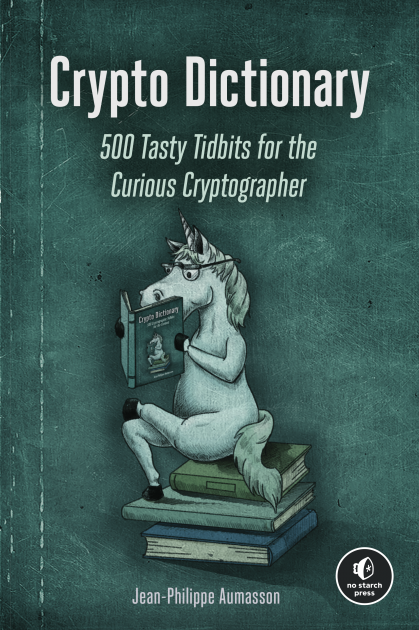 Crypto Dictionary
500 Tasty Tidbits for the
Curious Cryptographer
Crypto Dictionary
Jean-Philippe Aumasson
no starch
press